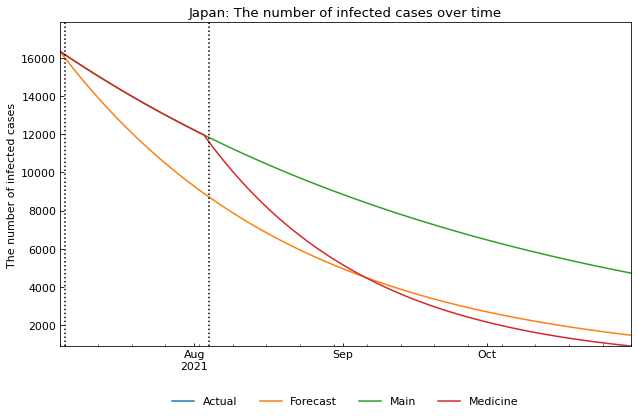 Japan: The number of infected cases over time
The number of infected cases
16000
14000
12000
10000
8000
6000
4000
2000
Aug
2021
Sep
Oct
Actual
Forecast
Main
Medicine